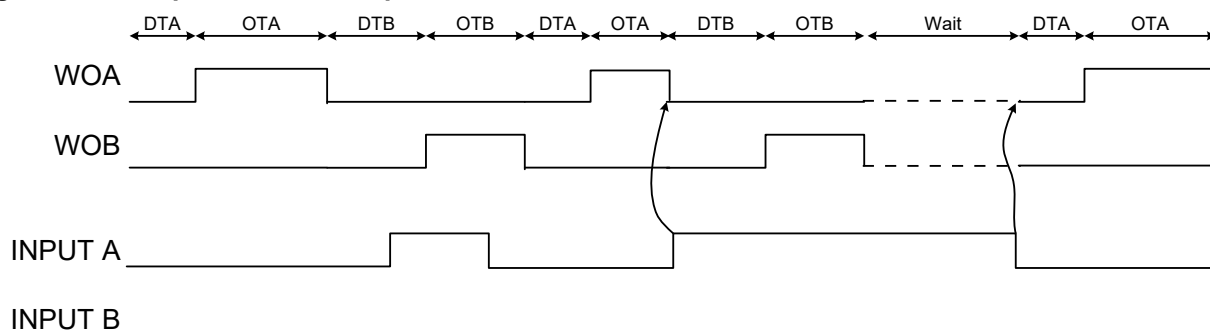 DTA OTA DTB OTB DTA OTA DTB OTB Wait DTA OTA
WOA
WOB
INPUT A
INPUT B